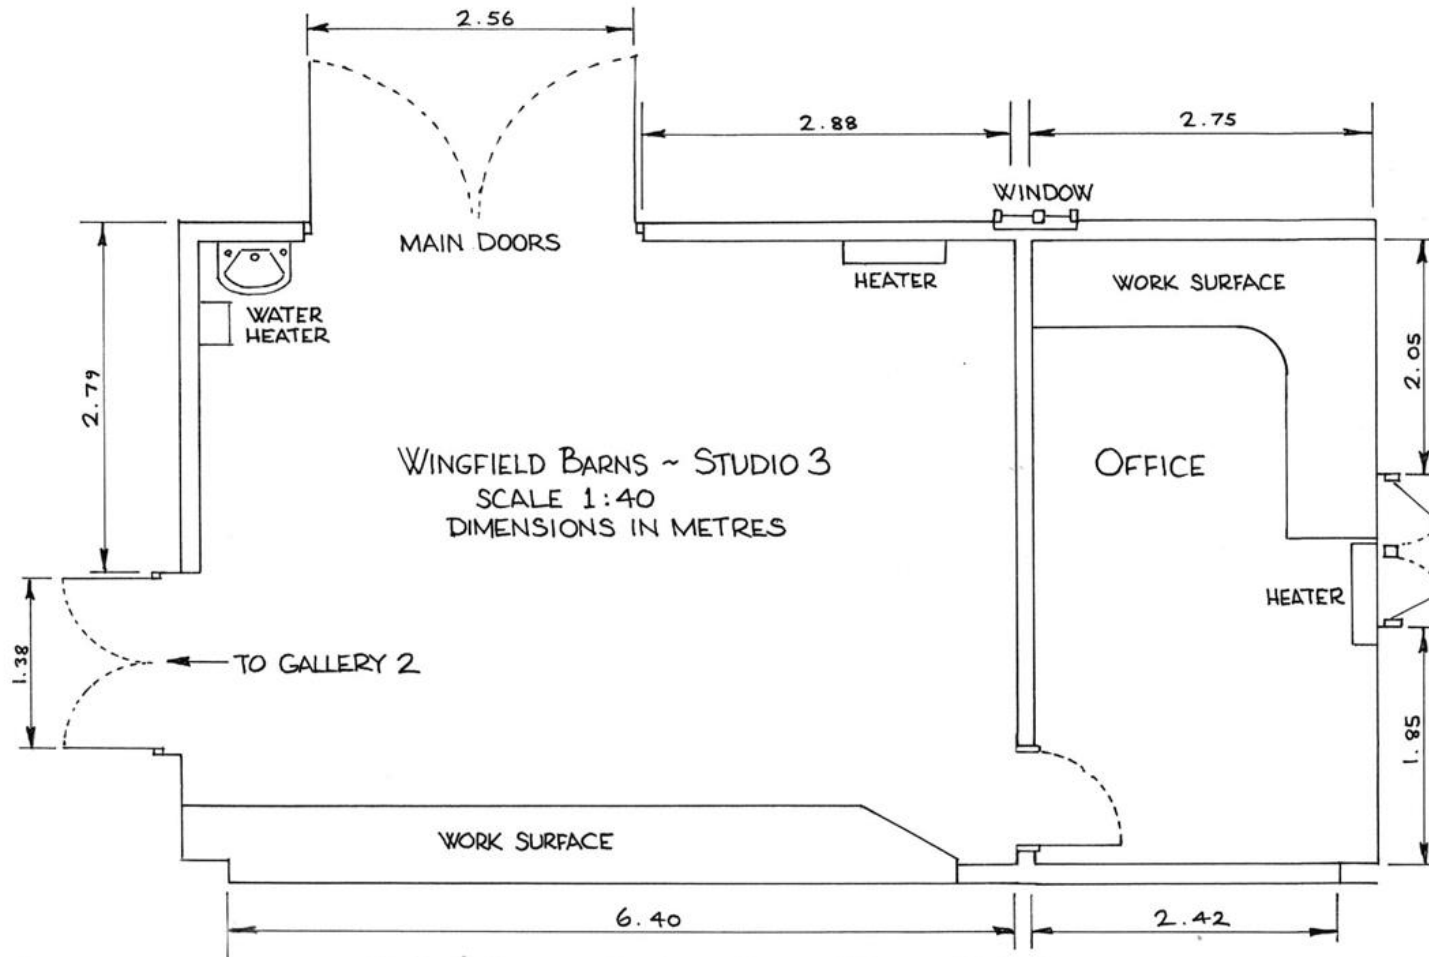 2.56
2.88
2.75
WINDOW
MAIN DOORS
HEATER
WORK SURFACE
WATER
HEATER
2.79
2.05
WINGFIELD BARNS ~ STUDIO 3
SCALE 1:40
DIMENSIONS IN METRES
OFFICE
HEATER
1.38
TO GALLERY 2
1.85
WORK SURFACE
6.40
2.42